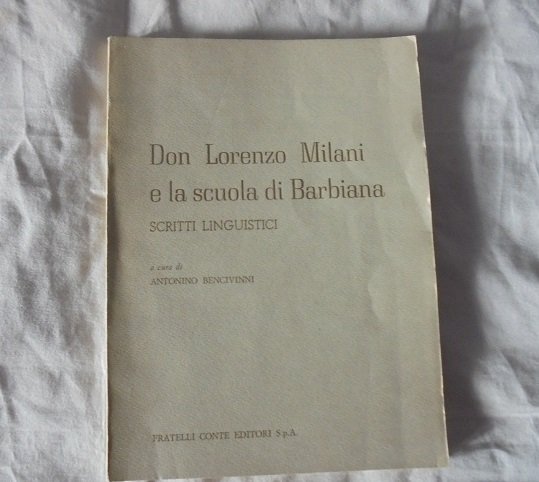 Don Lorenzo Milani
e la scuola di Barbiana
SCRITTI LINGUISTICI
a cura di
ANTONINO BENCIVINNI
FRATELLI CONTE EDITORI S.p.A.